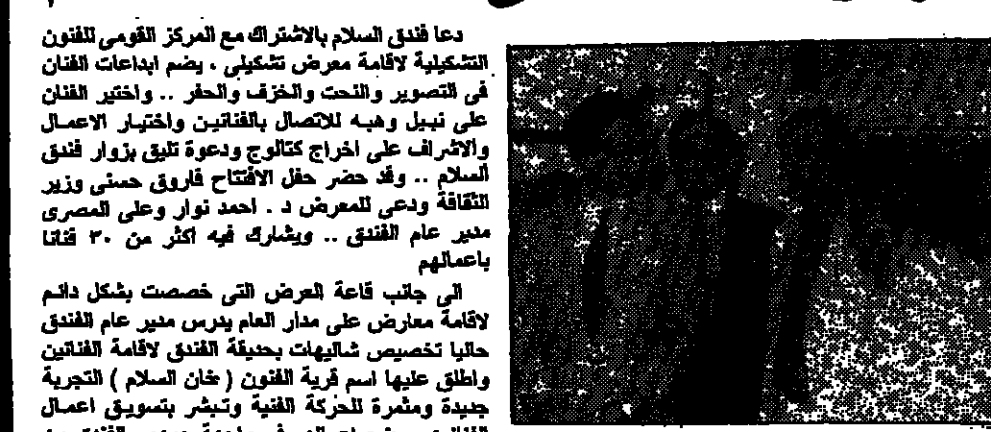 دعا فندق السلام بالاشتراك مع المركز القومى للفنون
التشكيلية لاقامة معرض تشكيلى ، يضم ابداعات الفنان
فى التصوير والنحت والخزف والحفر .. واختير الفنان
على نبيل وهبه للاتصال بالفنانين واختيار الاعمال
والاشراف على اخراج كتالوج ودعوة تليق بزوار فندق
السلام .. وقد حضر حفل الافتتاح فاروق حسنى وزير
الثقافة ودعى للمعرض د . احمد نوار وعلى المصرى
مدير عام الفندق .. ويشارك فيه اكثر من ٣٠ فنانا
باعمالهم
الى جانب قاعة العرض التى خصصت بشكل دائم
لاقامة معارض على مدار العام يدرس مدير عام الفندق
حاليا تخصيص شاليهات بحديقة الفندق لاقامة الفنانين
واطلق عليها اسم قرية الفنون ( خان السلام ) التجربة
جديدة ومثمرة للحركة الفنية وتبشر بتسويق اعمال